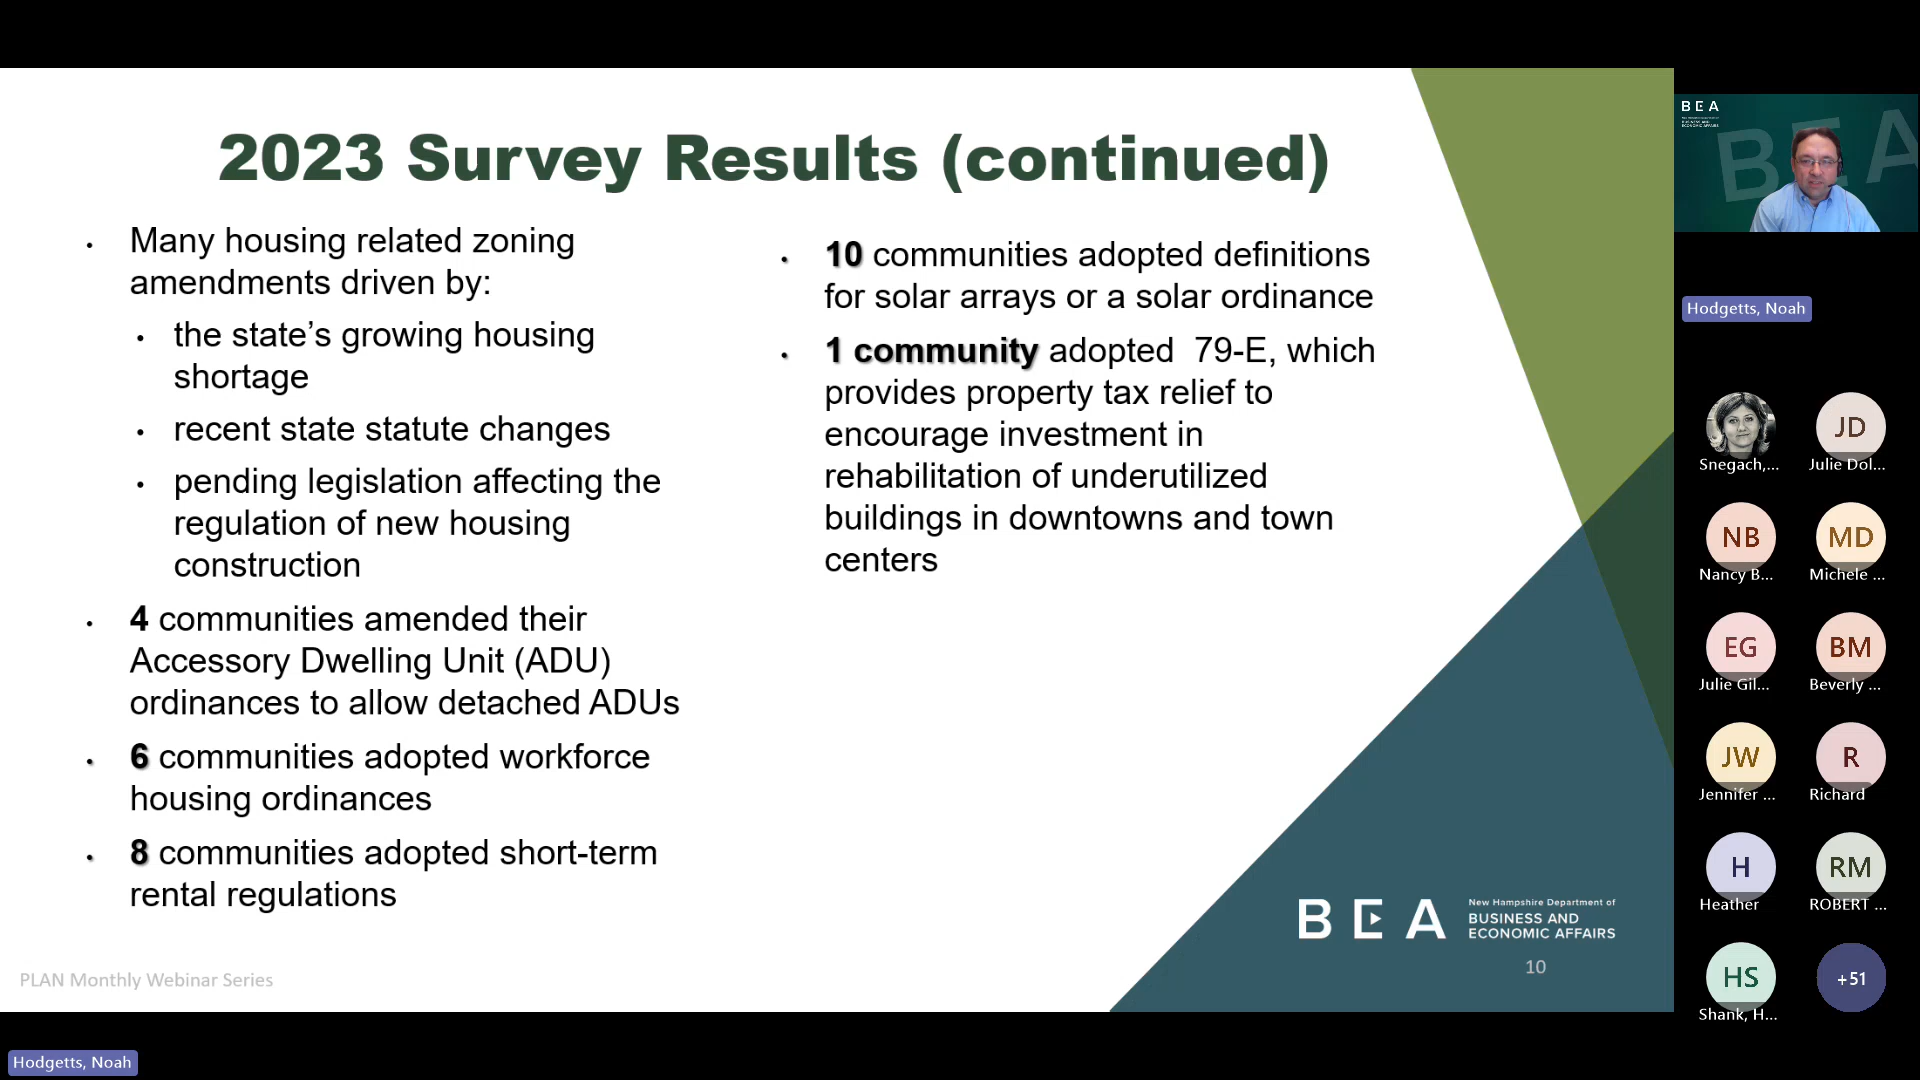 2023 Survey Results (continued)
• Many housing related zoning
amendments driven by:
• the state’s growing housing
shortage
• recent state statute changes
• pending legislation affecting the
regulation of new housing
construction
• 4 communities amended their
Accessory Dwelling Unit (ADU)
ordinances to allow detached ADUs
• 6 communities adopted workforce
housing ordinances
• 8 communities adopted short-term
rental regulations
• 10 communities adopted definitions
for solar arrays or a solar ordinance
• 1 community adopted 79-E, which
provides property tax relief to
encourage investment in
rehabilitation of underutilized
buildings in downtowns and town
centers
BEA
New Hampshire Department of
BUSINESS AND
ECONOMIC AFFAIRS
10
PLAN Monthly Webinar Series
Hodgetts, Noah
BEA
BUSINESS AND
ECONOMIC AFFAIRS
BEA
Hodgetts, Noah
Snegach,...
JD
Julie Dol...
NB
Nancy B...
MD
Michele ...
EG
Julie Gil...
BM
Beverly ...
JW
Jennifer ...
R
Richard
H
Heather
RM
ROBERT ...
HS
Shank, H...
+51